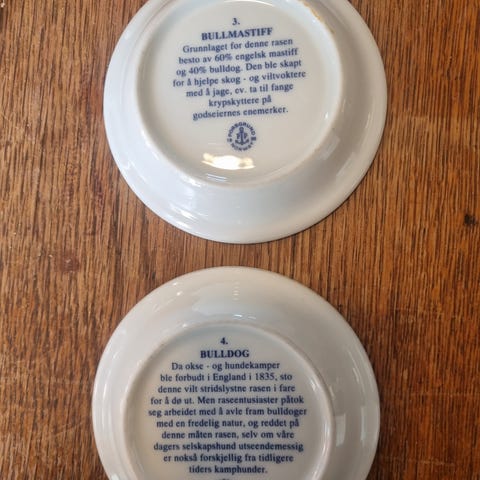 3.
BULLMASTIFF
Grunnlaget for denne rasen
besto av 60% engelsk mastiff
og 40% bulldog. Den ble skapt
for å hjelpe skog - og viltvoktere
med å jage, ev. ta til fange
krypskyttere på
godseiernes enemerker.
PORSGRUND
NORWAY
4.
BULLDOG
Da okse - og hundekamper
ble forbudt i England i 1835, sto
denne vilt stridslystne rasen i fare
for å dø ut. Men raseentusiaster påtok
seg arbeidet med å avle fram bulldoger
med en fredelig natur, og reddet på
denne måten rasen, selv om våre
dagers selskapshund utseendemessig
er nokså forskjellig fra tidligere
tiders kamphunder.